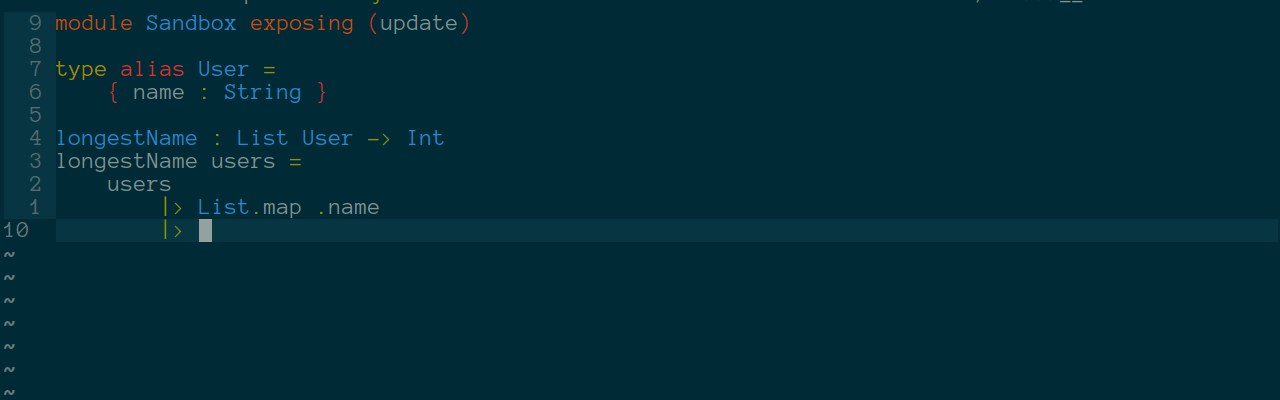 9 module Sandbox exposing (update)
8
7 type alias User =
6     { name : String }
5
4 longestName : List User -> Int
3 longestName users =
2     users
1         |> List.map .name
10         |>
~
~
~
~
~
~
~